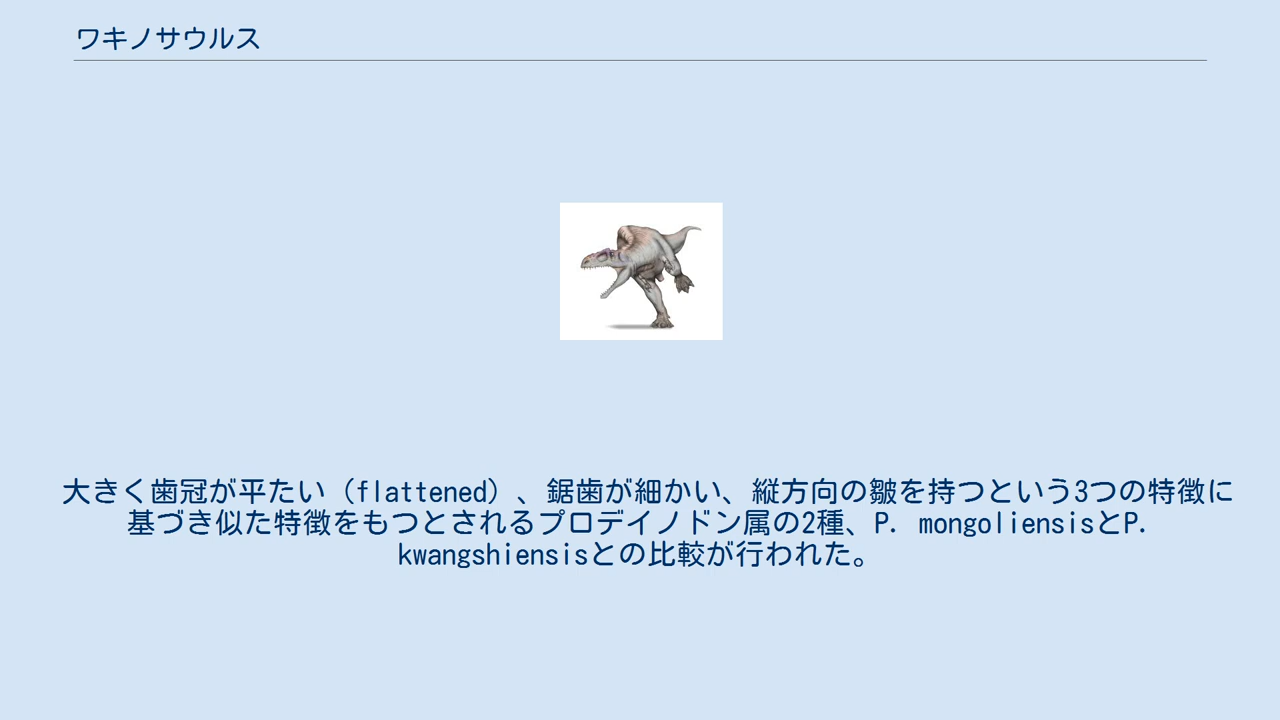 ワキノサウルス
大きく歯冠が平たい（flattened）、鋸歯が細かい、縦方向の皺を持つという3つの特徴に
基づき似た特徴をもつとされるプロデイノドン属の2種、P. mongoliensisとP.
kwangshiensisとの比較が行われた。